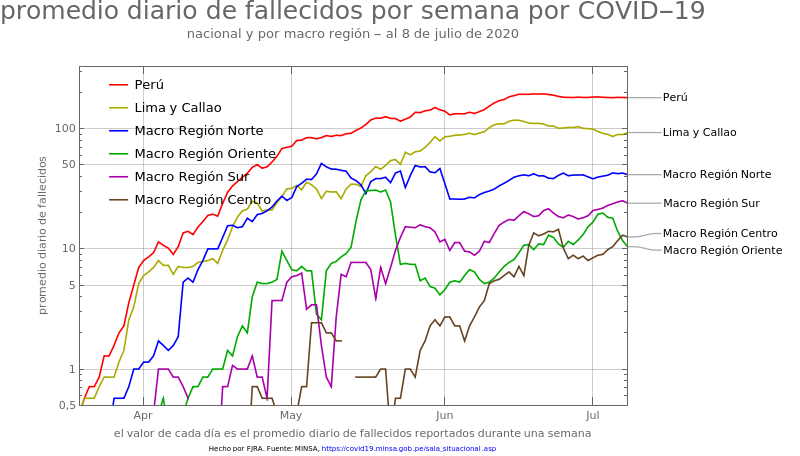 promedio diario de fallecidos por semana por COVID‒19
nacional y por macro región ‒ al 8 de julio de 2020
Perú
Lima y Callao
Macro Región Norte
Macro Región Oriente
Macro Región Sur
Macro Región Centro
promedio diario de fallecidos
100
50
10
5
1
0,5
Apr
May
Jun
Jul
Perú
Lima y Callao
Macro Región Norte
Macro Región Sur
Macro Región Centro
Macro Región Oriente
el valor de cada día es el promedio diario de fallecidos reportados durante una semana
Hecho por FJRA. Fuente: MINSA, https://covid19.minsa.gob.pe/sala_situacional.asp